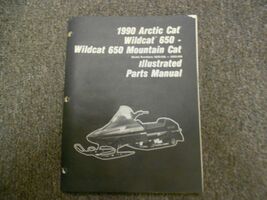 1990 Arctic Cat
Wildcat 650 -
Wildcat 650 Mountain Cat
Illustrated
Parts Manual